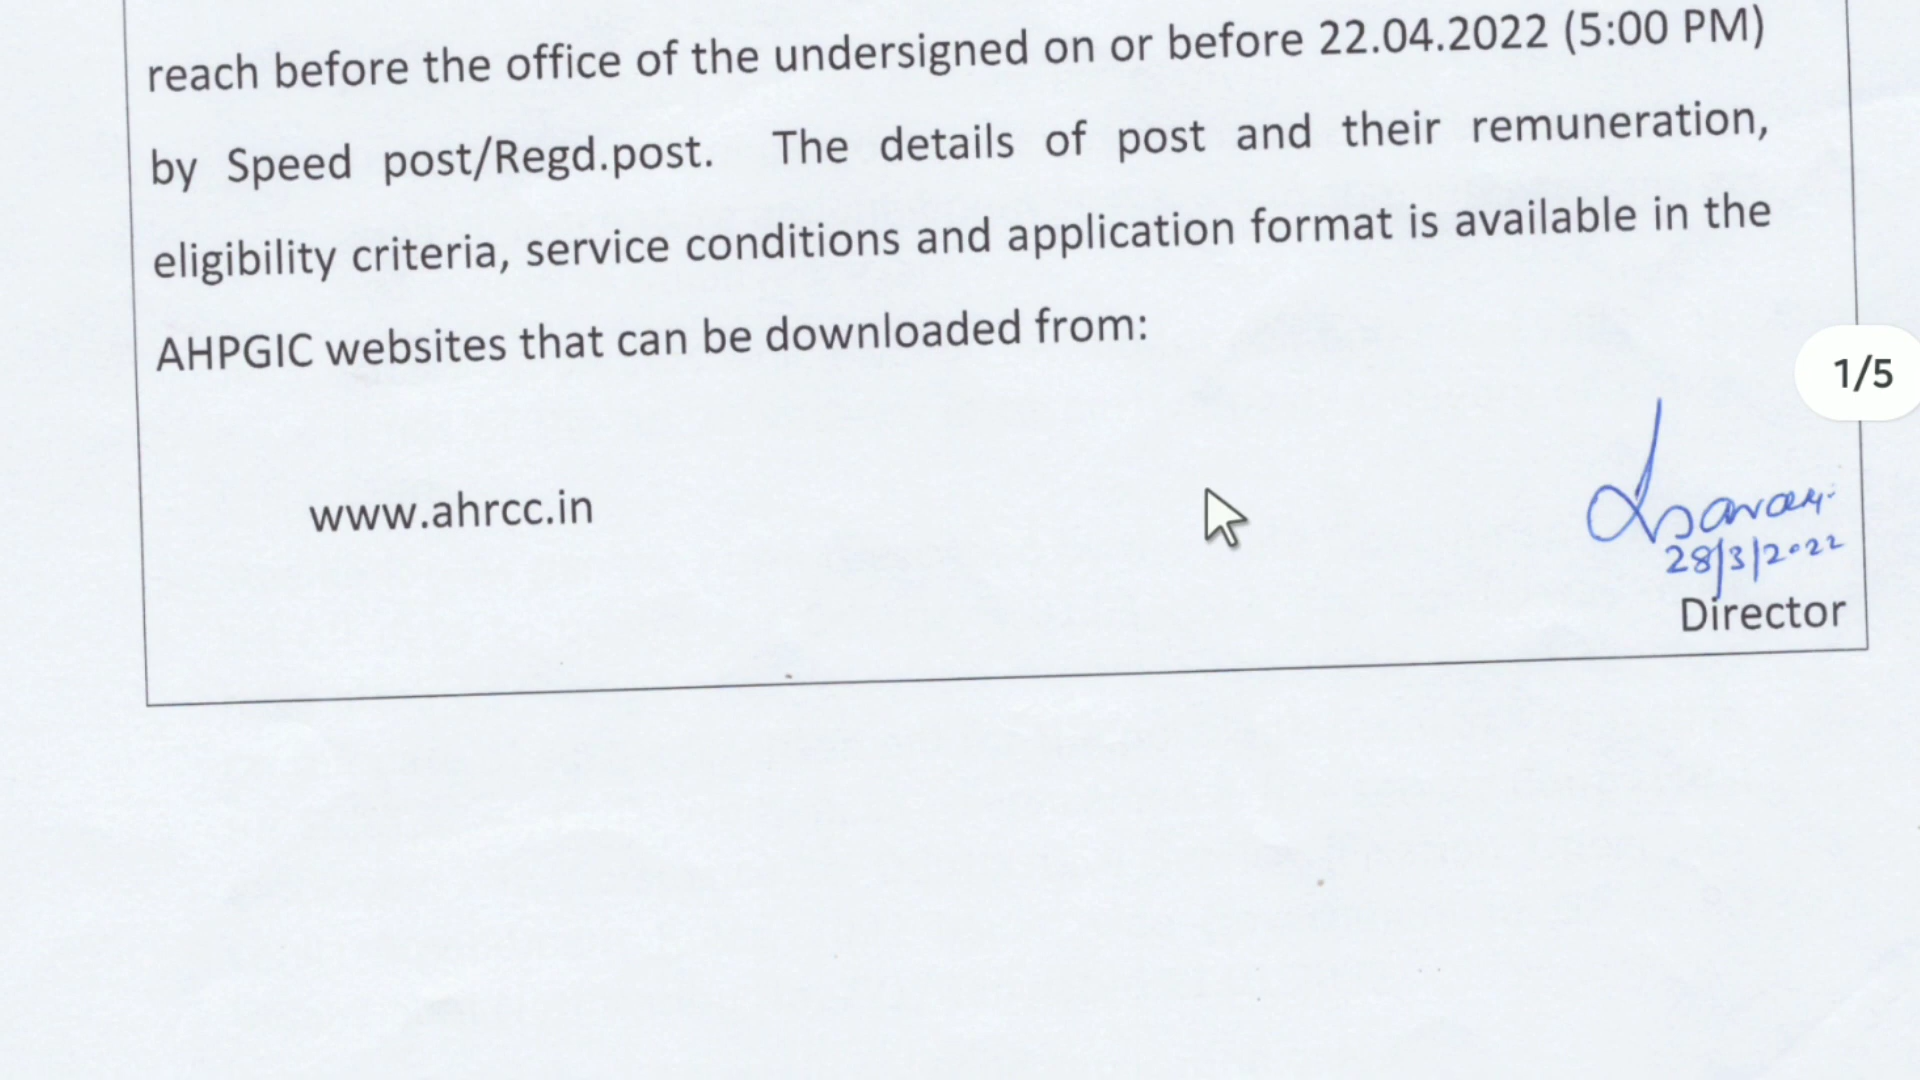 reach before the office of the undersigned on or before 22.04.2022 (5:00 PM)
by Speed post/Regd.post. The details of post and their remuneration,
eligibility criteria, service conditions and application format is available in the
AHPGIC websites that can be downloaded from:
1/5
www.ahrcc.in
28/3/2022
Director